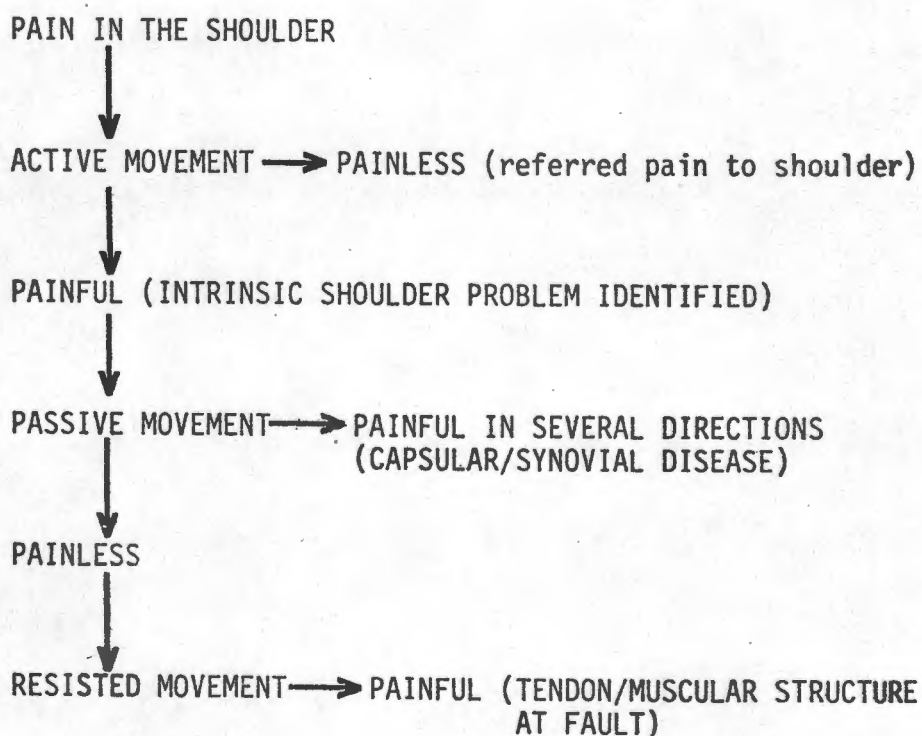 PAIN IN THE SHOULDER
ACTIVE MOVEMENT PAINLESS (referred pain to shoulder)
PAINFUL (INTRINSIC SHOULDER PROBLEM IDENTIFIED)
PASSIVE MOVEMENT PAINFUL IN SEVERAL DIRECTIONS
(CAPSULAR/SYNOVIAL DISEASE)
PAINLESS
RESISTED MOVEMENT PAINFUL (TENDON/MUSCULAR STRUCTURE
AT FAULT)